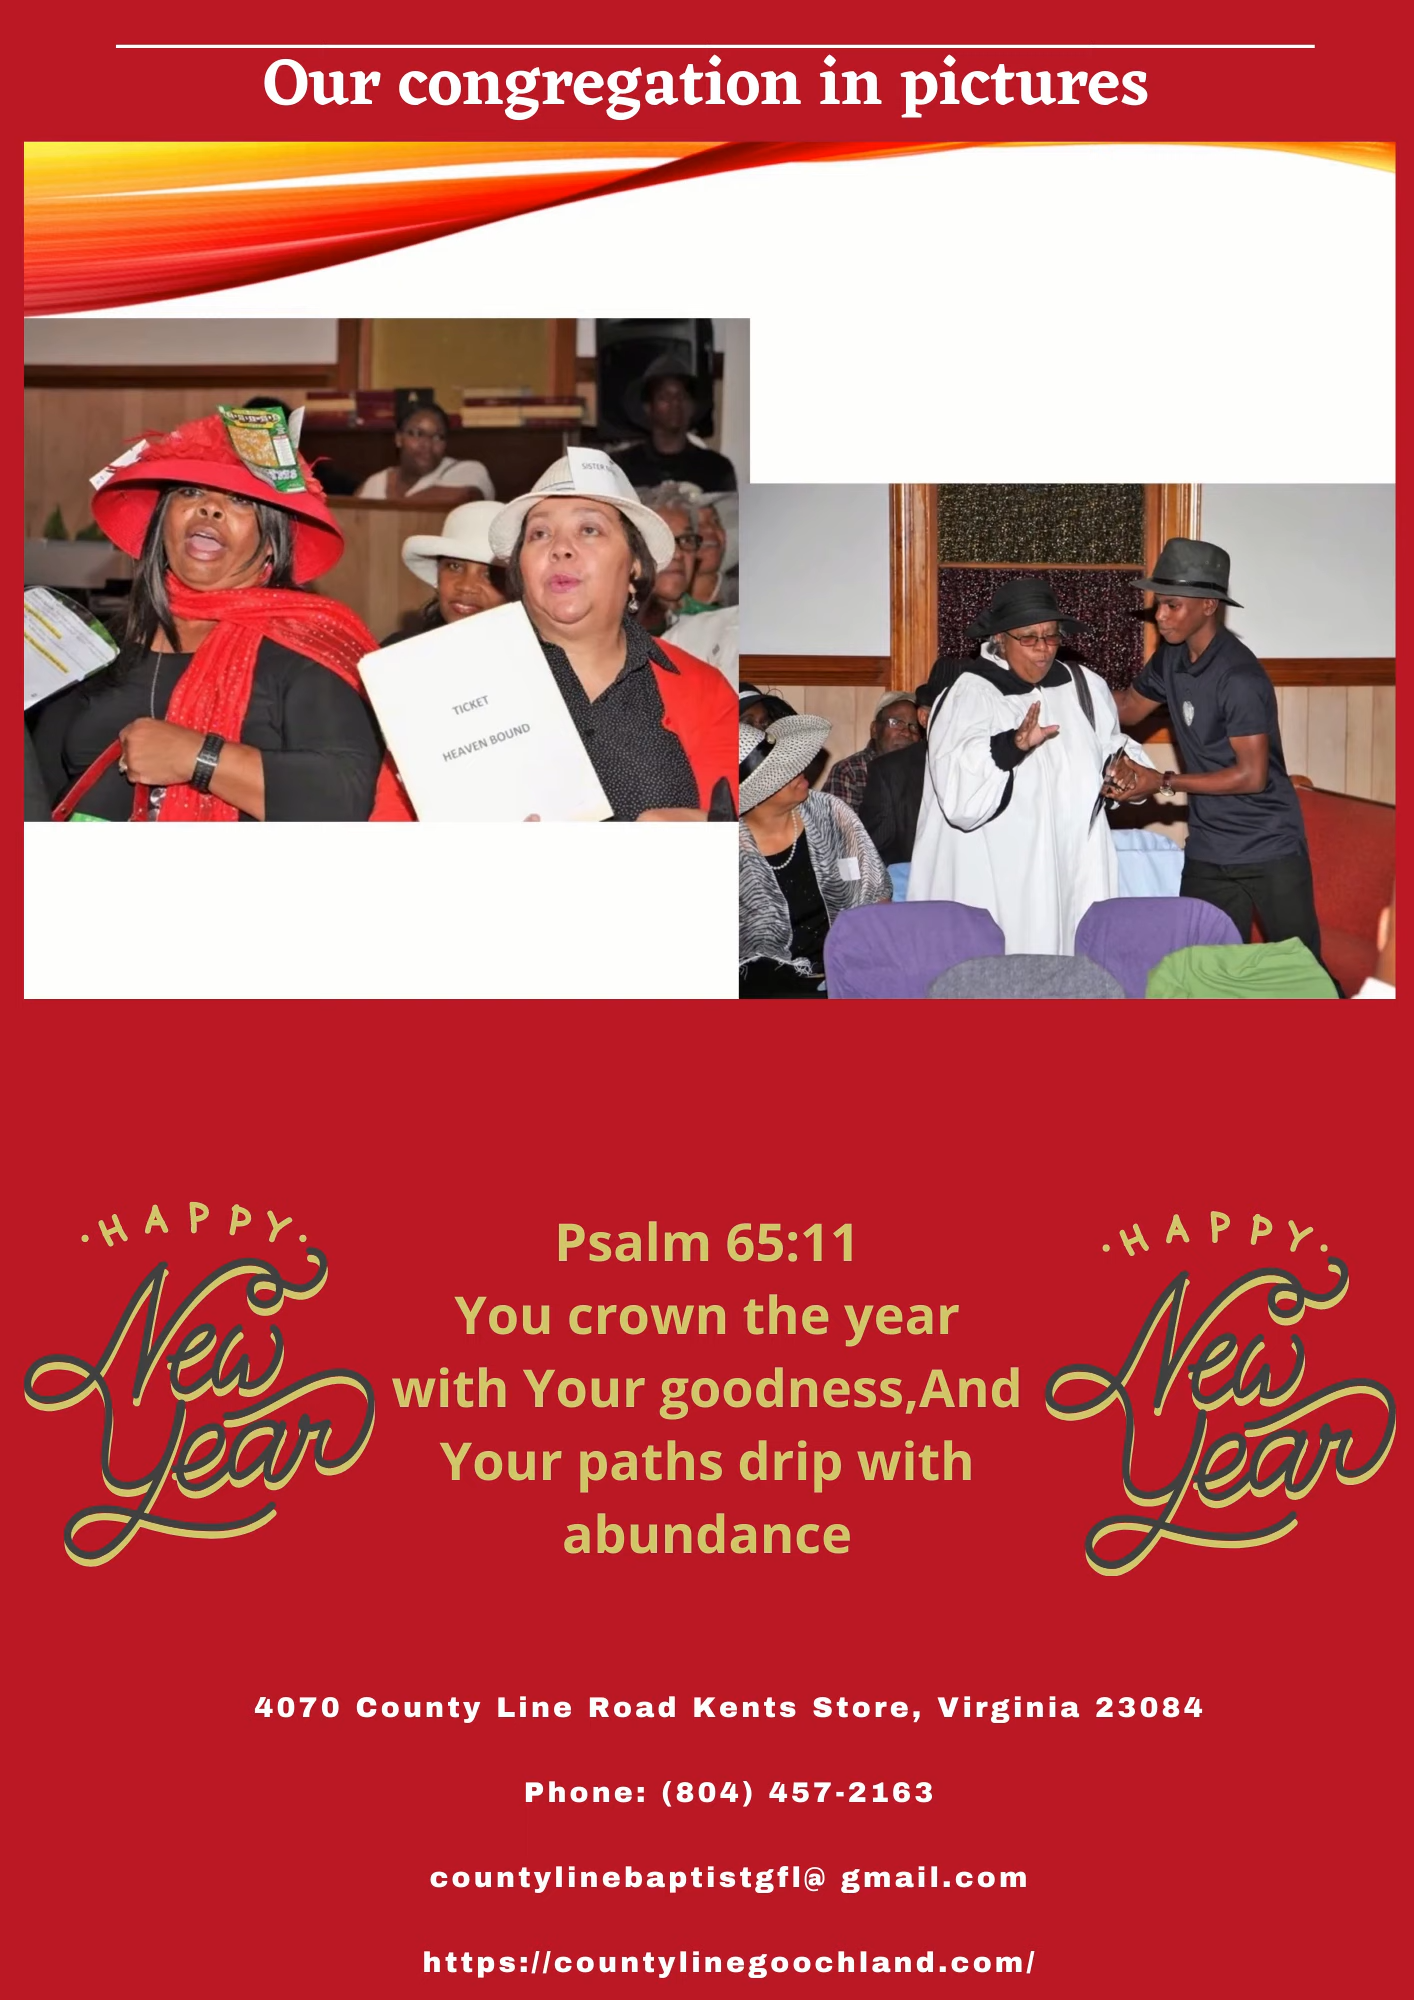 Our congregation in pictures
SISTER
TICKET
HEAVEN BOUND
·HAPPY·
New
Year
Psalm 65:11
You crown the year
with Your goodness,And
Your paths drip with
abundance
·HAPPY·
New
Year
4070 County Line Road Kents Store, Virginia 23084
Phone: (804) 457-2163
countylinebaptistgfl@ gmail.com
https://countylinegoochland.com/